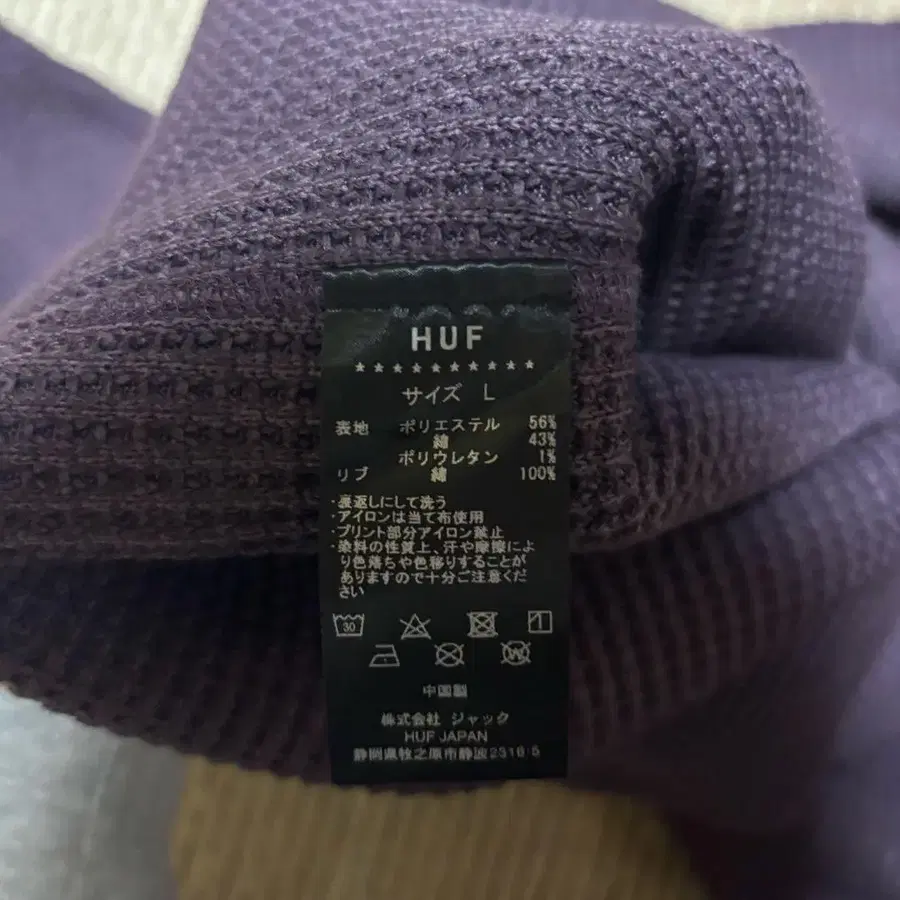 HUF
★★★★★★★★★★
サイズ L
表地 ポリエステル 56%
綿 43%
ポリウレタン 1%
リブ 綿 100%
・裏返しにして洗う
・アイロンは当て布使用
・プリント部分アイロン禁止
・染料の性質上、汗や摩擦によ
り色落ちや色移りすることが
ありますので十分ご注意くだ
さい
30
W
中国製
株式会社 ジャック
HUF JAPAN
静岡県牧之原市静波2316-5